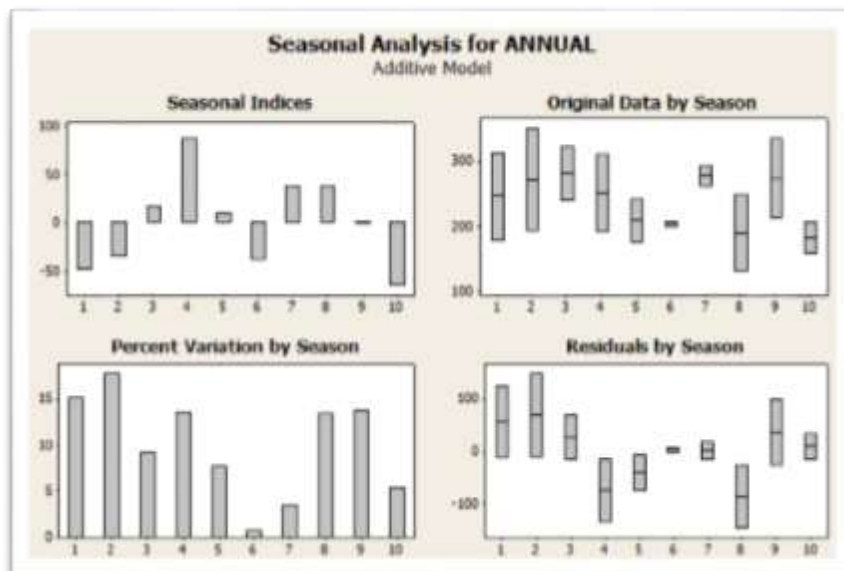 Seasonal Analysis for ANNUAL
Additive Model
Seasonal Indices
100
50
0
-50
1 2 3 4 5 6 7 8 9 10
Original Data by Season
300
200
100
1 2 3 4 5 6 7 8 9 10
Percent Variation by Season
15
10
5
0
1 2 3 4 5 6 7 8 9 10
Residuals by Season
100
0
-100
1 2 3 4 5 6 7 8 9 10